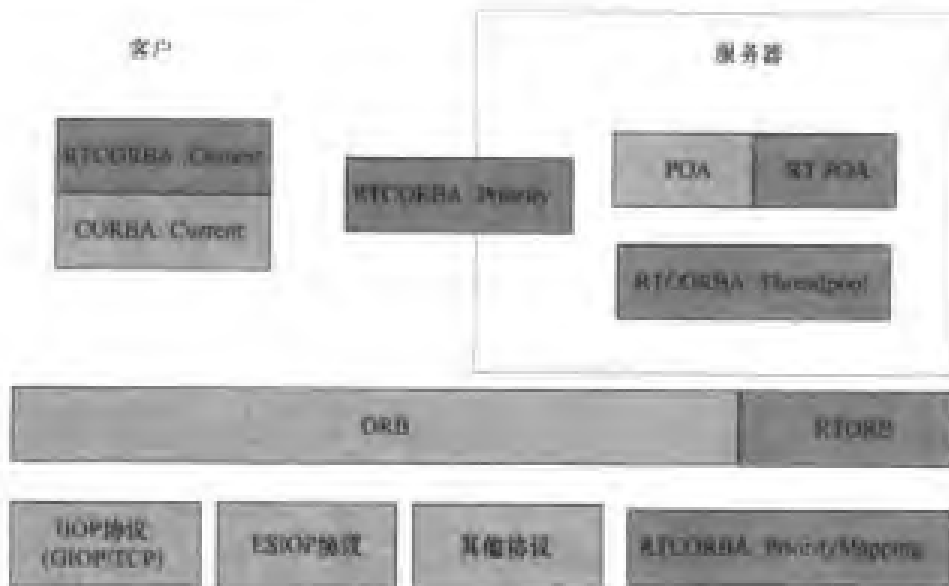 客户
服务器
RTCORBA::Current
CORBA::Current
RTCORBA::Priority
POA
RT POA
RTCORBA::Threadpool
ORB
RTORB
IIOP协议
(GIOP/TCP)
ESIOP协议
其他协议
RTCORBA::PriorityMapping